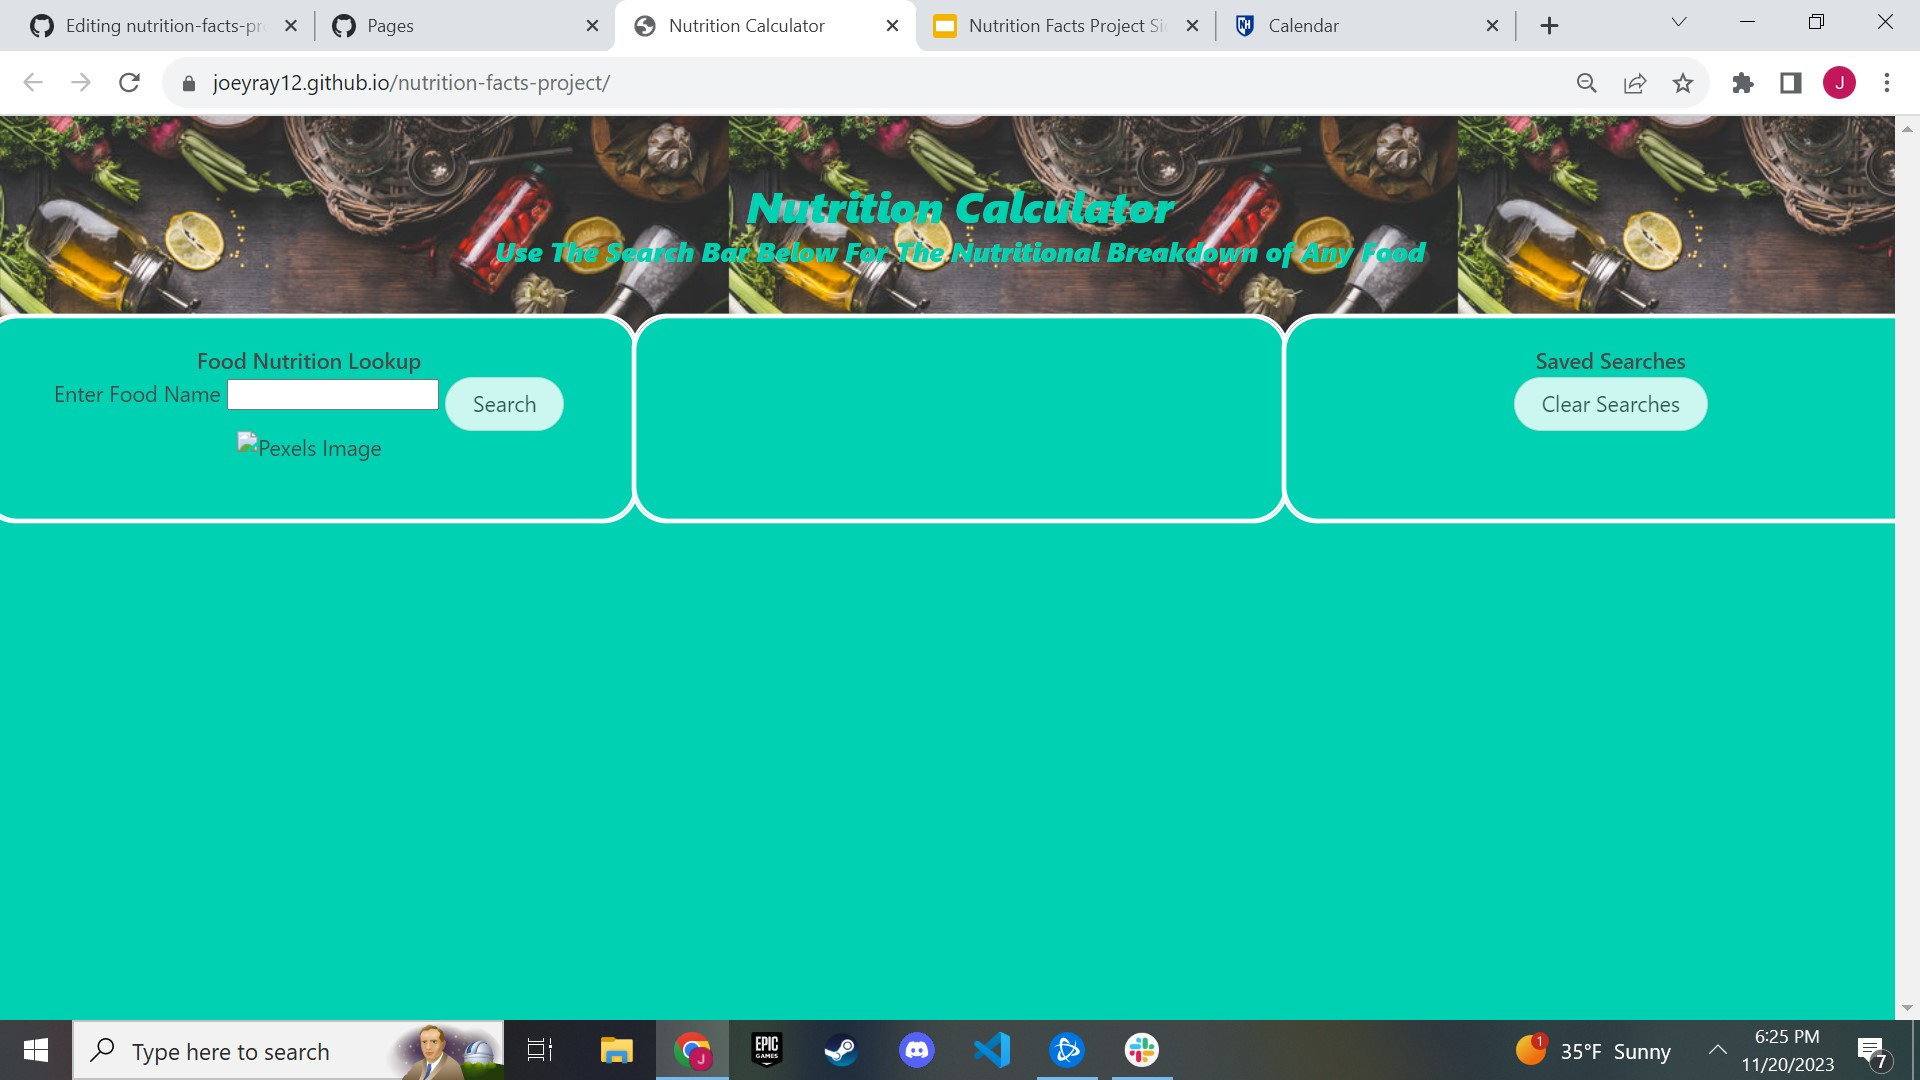 Editing nutrition-facts-pr
Pages
Nutrition Calculator
Nutrition Facts Project Sl
Calendar
joeyray12.github.io/nutrition-facts-project/
J
Nutrition Calculator
Use The Search Bar Below For The Nutritional Breakdown of Any Food
Food Nutrition Lookup
Enter Food Name
Search
Pexels Image
Saved Searches
Clear Searches
Type here to search
J
EPIC
GAMES
1
35°F Sunny
6:25 PM
11/20/2023
7